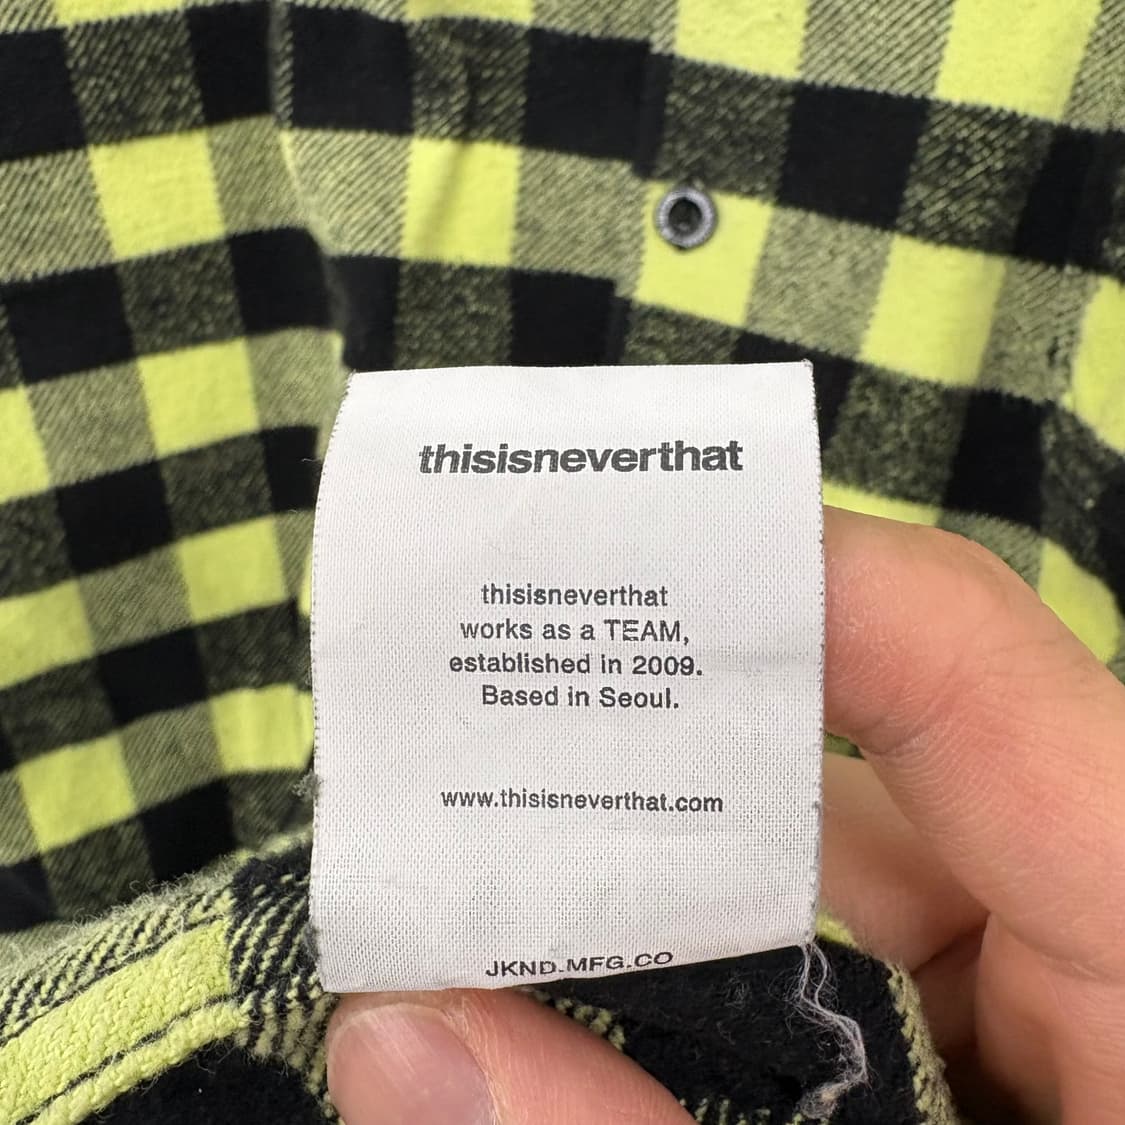 thisisneverthat
thisisneverthat
works as a TEAM,
established in 2009.
Based in Seoul.
www.thisisneverthat.com
JKND.MFG.CO